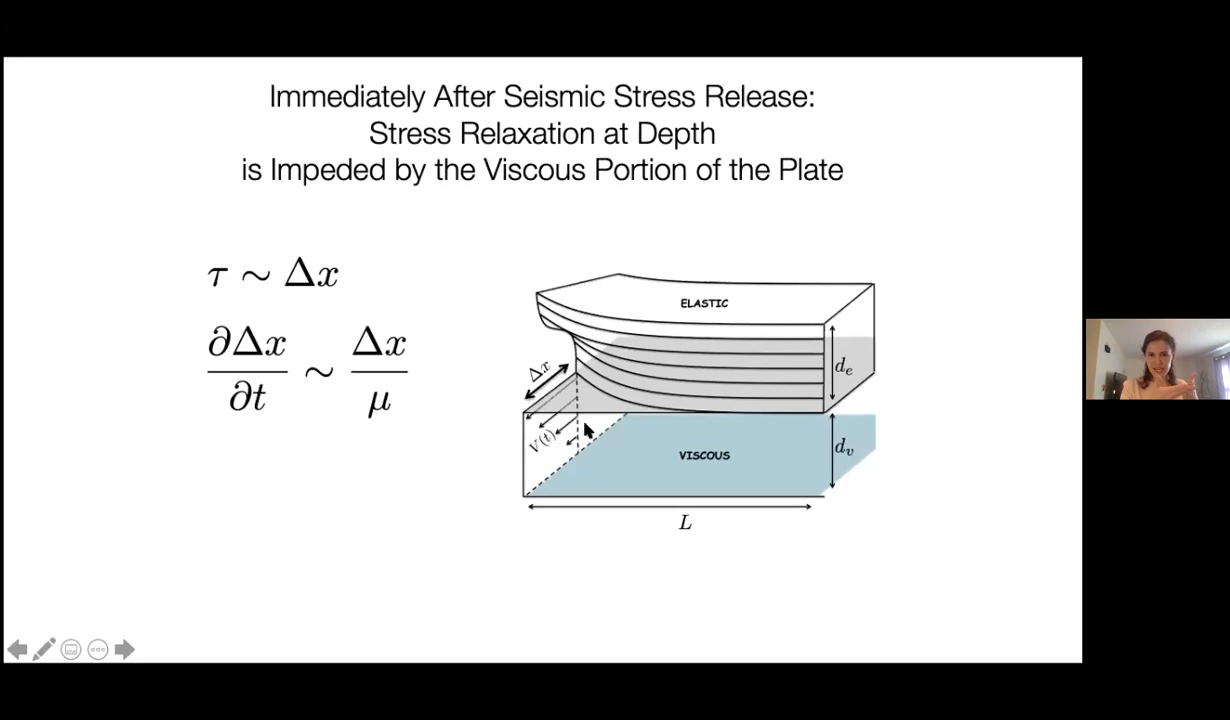 Immediately After Seismic Stress Release:
Stress Relaxation at Depth
is Impeded by the Viscous Portion of the Plate
τ ~ Δx
∂Δx/∂t ~ Δx/μ
ELASTIC
Δx
d_e
V(t)
VISCOUS
d_v
L